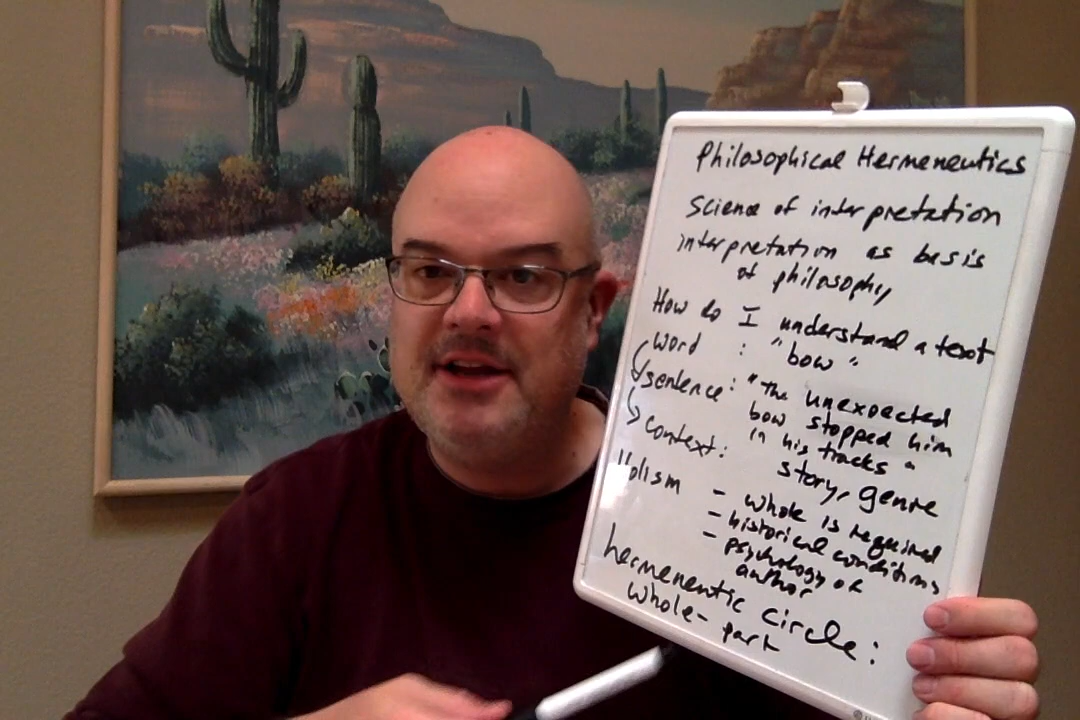 Philosophical Hermeneutics
science of interpretation
interpretation as basis
of philosophy
How do I understand a text
word : "bow"
sentence: "The unexpected
bow stopped him
in his tracks"
context: story, genre
Holism - whole is required
- historical conditions
- psychology of
author
hermeneutic circle:
whole - part